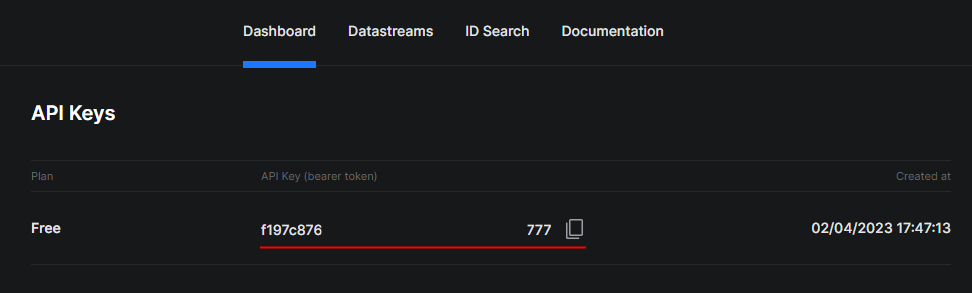 Dashboard Datastreams ID Search Documentation
API Keys
Plan API Key (bearer token) Created at
Free f197c876 777 02/04/2023 17:47:13